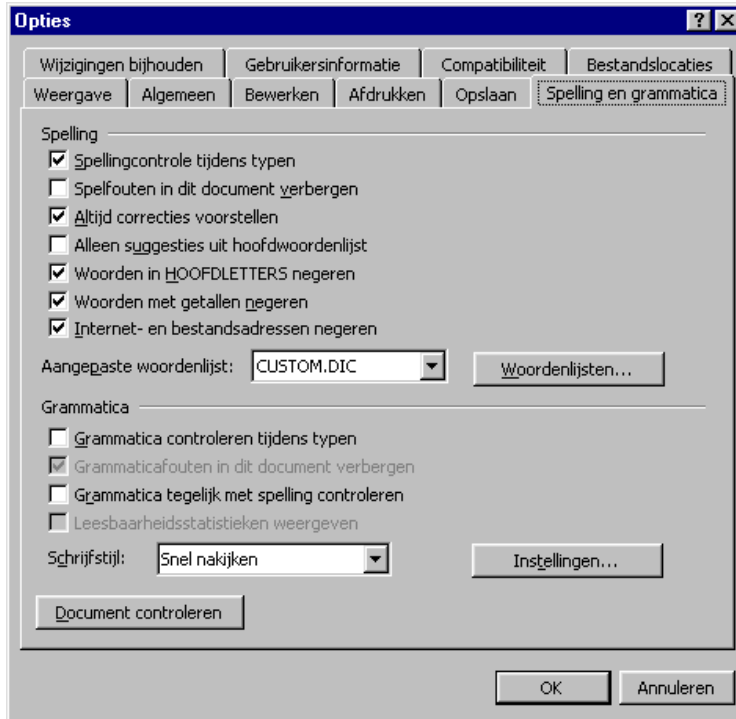 Opties
Wijzigingen bijhouden Gebruikersinformatie Compatibiliteit Bestandslocaties
Weergave Algemeen Bewerken Afdrukken Opslaan Spelling en grammatica
Spelling
Spellingcontrole tijdens typen
Spelfouten in dit document verbergen
Altijd correcties voorstellen
Alleen suggesties uit hoofdwoordenlijst
Woorden in HOOFDLETTERS negeren
Woorden met getallen negeren
Internet- en bestandsadressen negeren
Aangepaste woordenlijst: CUSTOM.DIC Woordenlijsten...
Grammatica
Grammatica controleren tijdens typen
Grammaticafouten in dit document verbergen
Grammatica tegelijk met spelling controleren
Leesbaarheidsstatistieken weergeven
Schrijfstijl: Snel nakijken Instellingen...
Document controleren
OK Annuleren